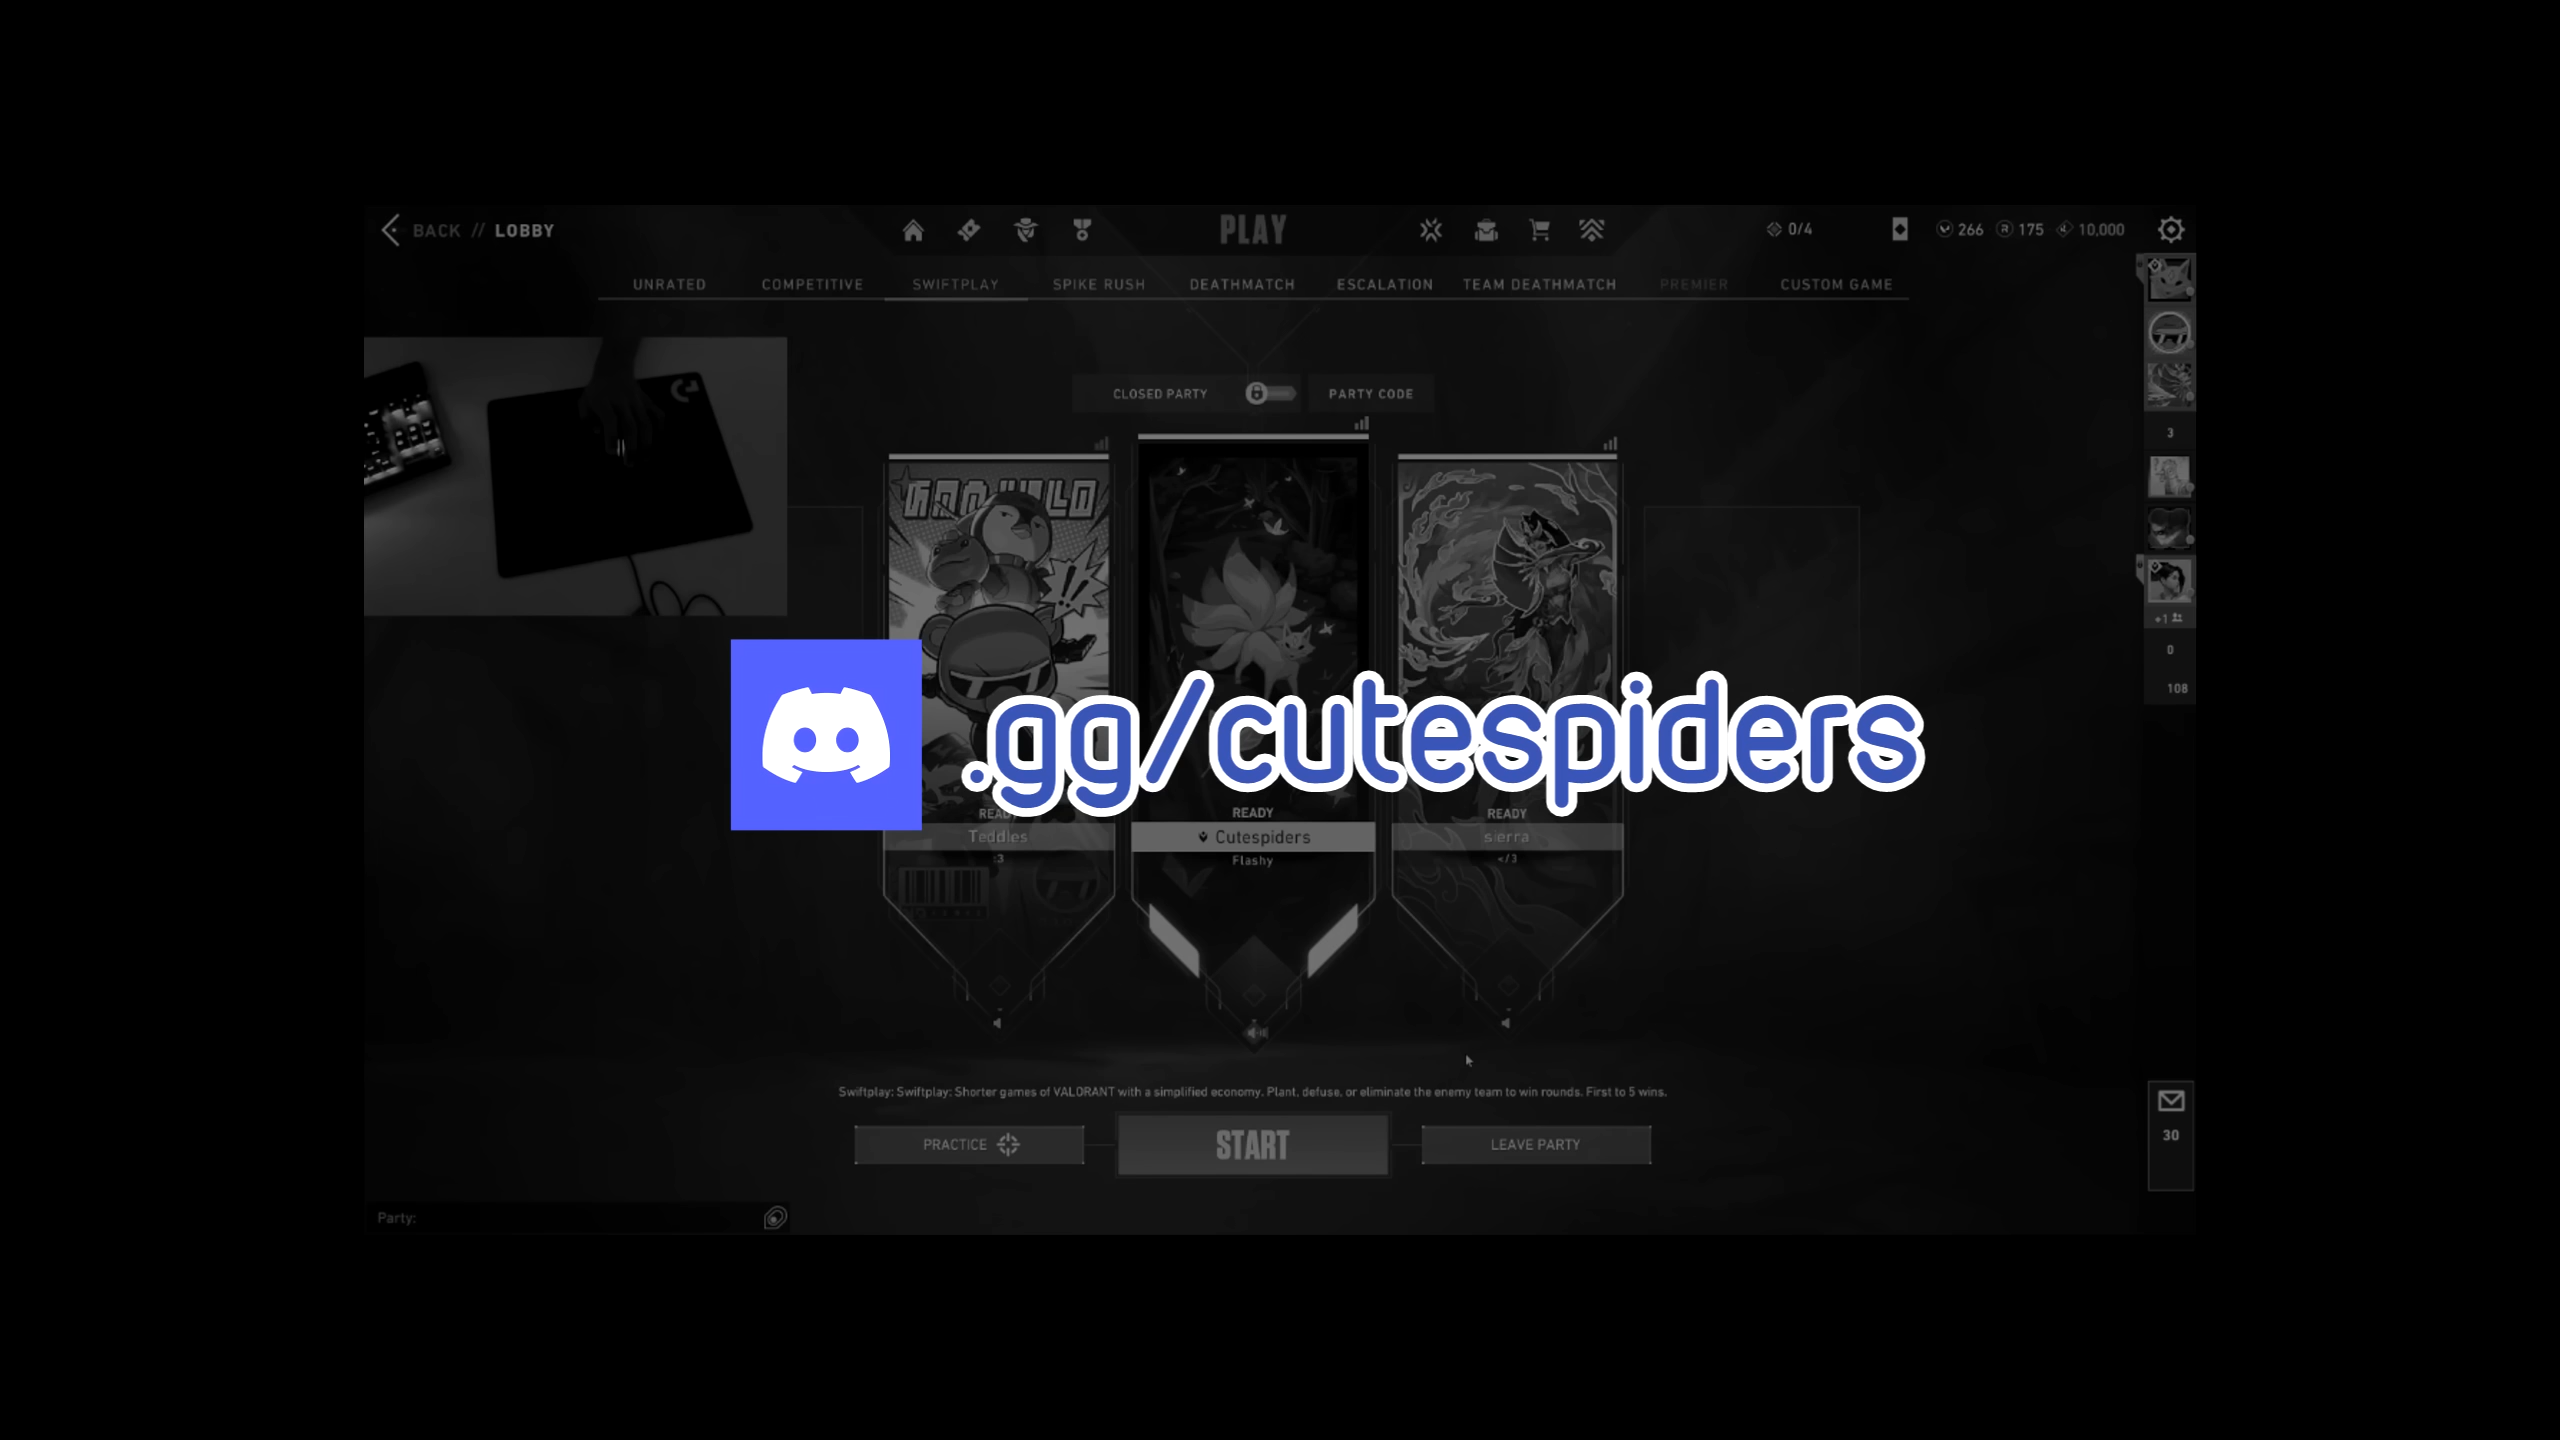 BACK // LOBBY
PLAY
0/4
266
175
10,000
UNRATED
COMPETITIVE
SWIFTPLAY
SPIKE RUSH
DEATHMATCH
ESCALATION
TEAM DEATHMATCH
PREMIER
CUSTOM GAME
CLOSED PARTY
PARTY CODE
3
+1
0
108
.gg/cutespiders
READY
Teddles
:3
READY
Cutespiders
Flashy
READY
sierra
</3
Swiftplay: Swiftplay: Shorter games of VALORANT with a simplified economy. Plant, defuse, or eliminate the enemy team to win rounds. First to 5 wins.
PRACTICE
START
LEAVE PARTY
30
Party: